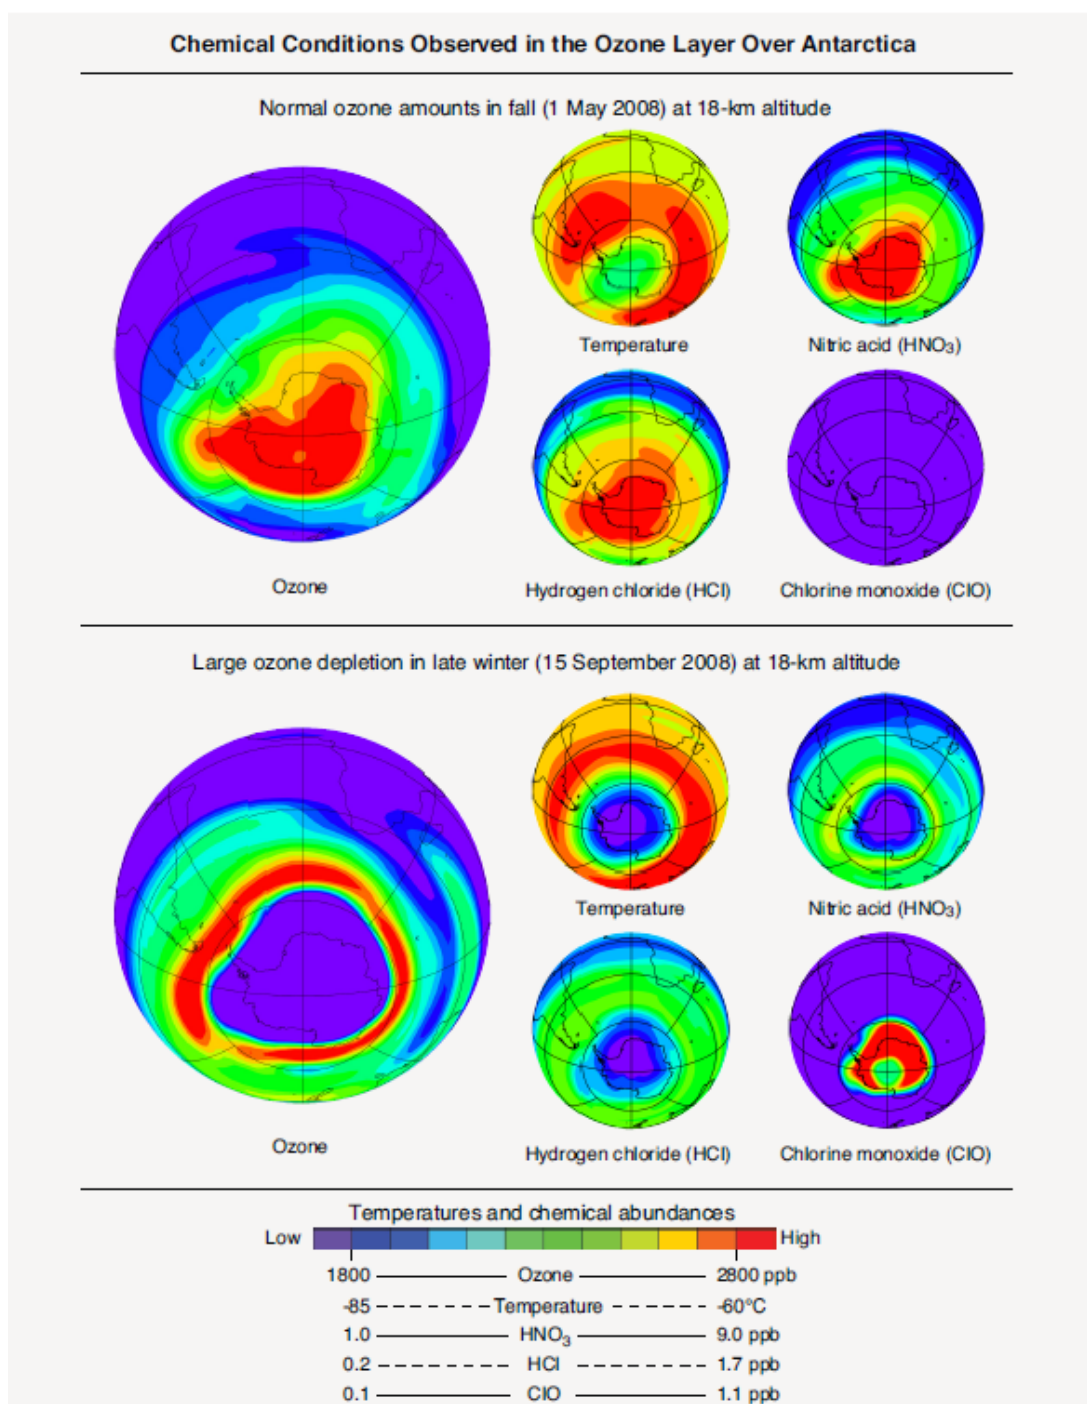 Chemical Conditions Observed in the Ozone Layer Over Antarctica
Normal ozone amounts in fall (1 May 2008) at 18-km altitude
Temperature
Nitric acid (HNO₃)
Ozone
Hydrogen chloride (HCl)
Chlorine monoxide (ClO)
Large ozone depletion in late winter (15 September 2008) at 18-km altitude
Temperature
Nitric acid (HNO₃)
Ozone
Hydrogen chloride (HCl)
Chlorine monoxide (ClO)
Temperatures and chemical abundances
Low High
1800 Ozone 2800 ppb
-85 Temperature -60°C
1.0 HNO₃ 9.0 ppb
0.2 HCl 1.7 ppb
0.1 ClO 1.1 ppb